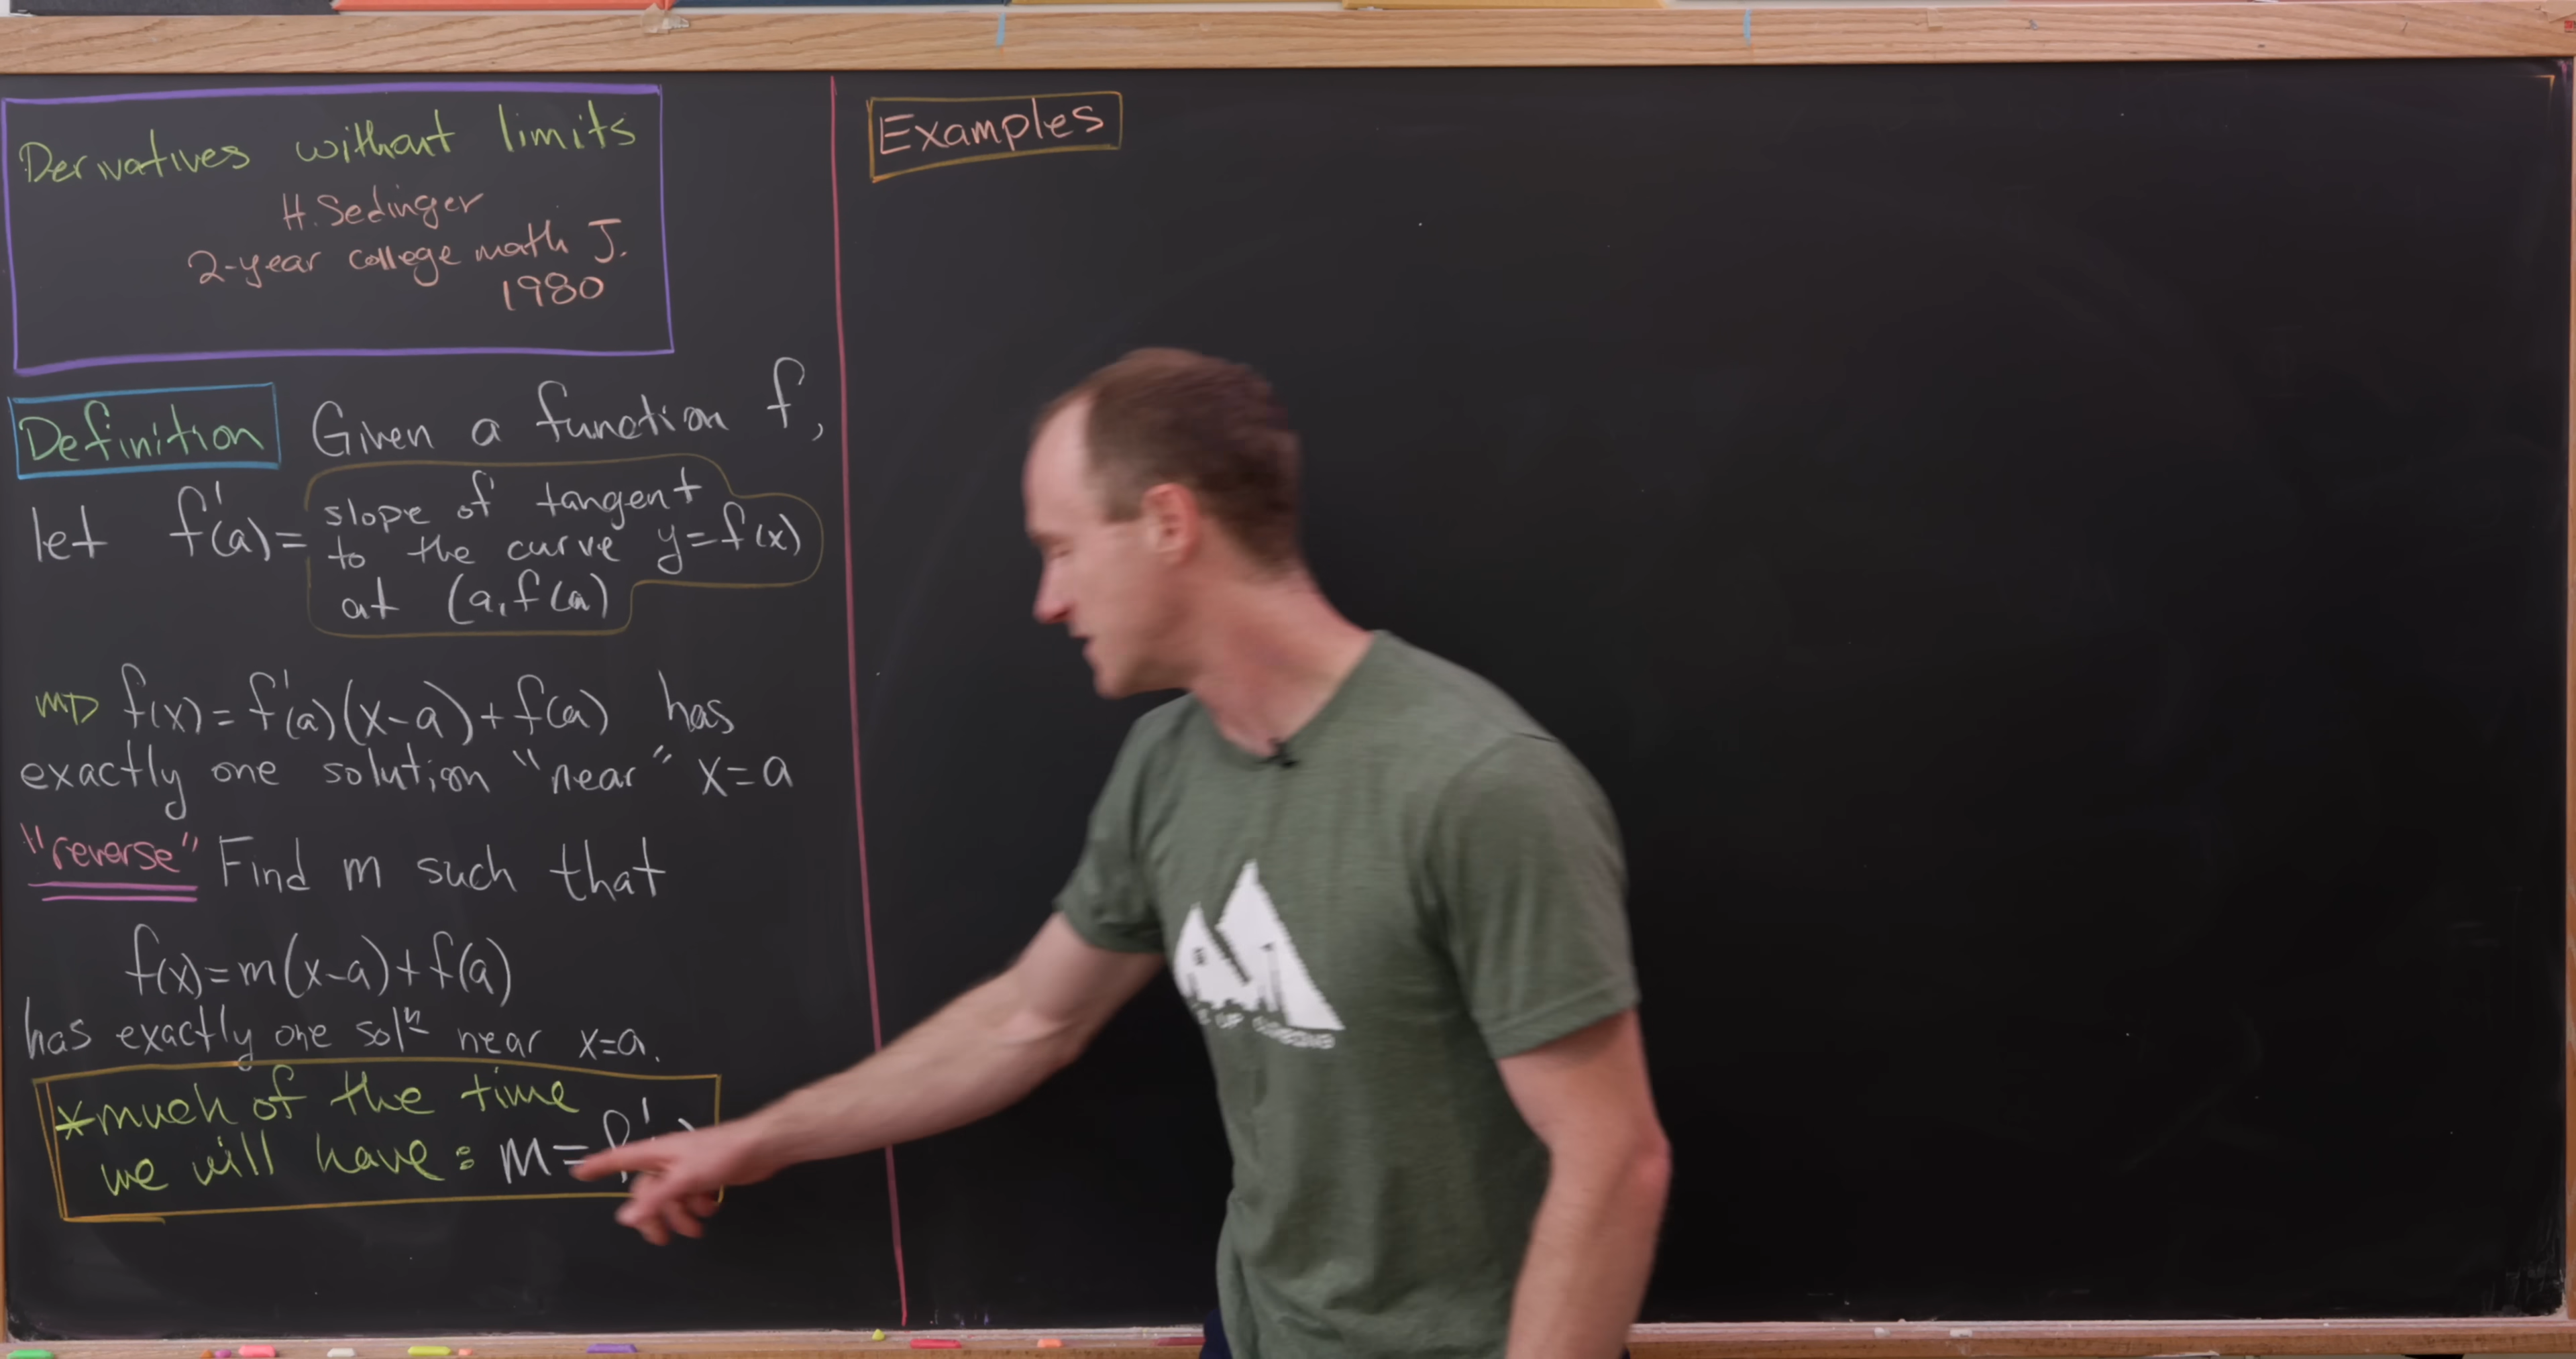 Derivatives without limits
H. Sedinger
2-year college math J.
1980
Definition Given a function f,
let f'(a)= slope of tangent
to the curve y=f(x)
at (a,f(a)
f(x)=f'(a)(x-a)+f(a) has
exactly one solution "near" x=a
"reverse" Find m such that
f(x)=m(x-a)+f(a)
has exactly one solⁿ near x=a.
*much of the time
we will have: m=
Examples